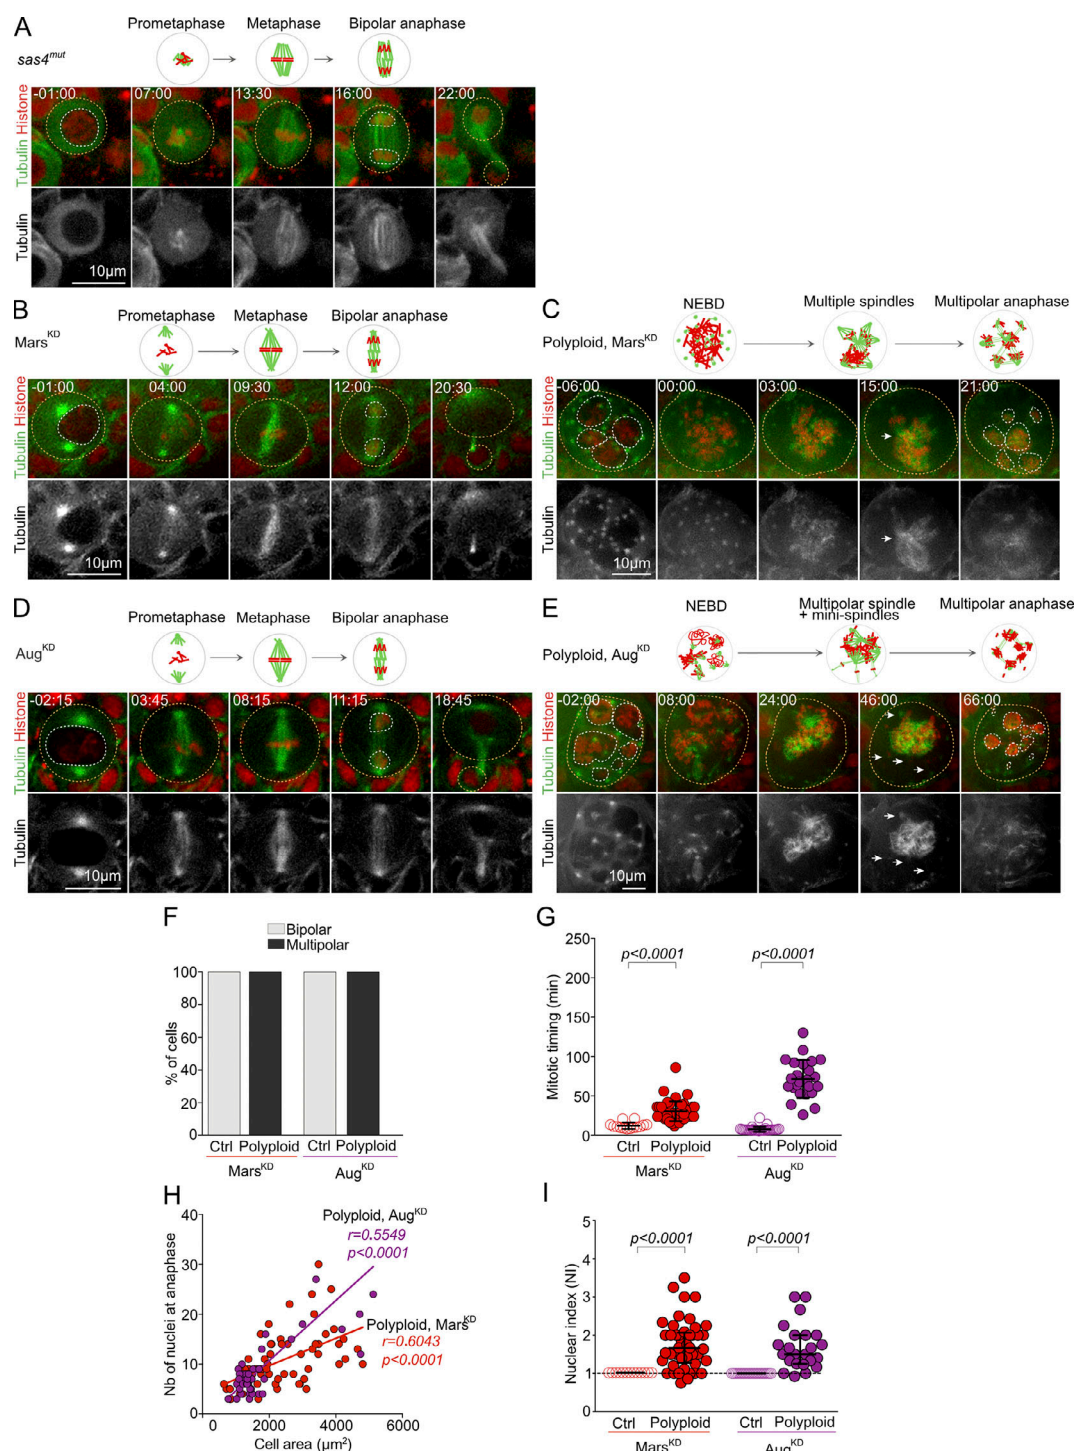 A
sas4mut
Prometaphase
Metaphase
Bipolar anaphase
Tubulin Histone
-01:00
07:00
13:30
16:00
22:00
Tubulin
10µm
B
MarsKD
Prometaphase
Metaphase
Bipolar anaphase
Tubulin Histone
-01:00
04:00
09:30
12:00
20:30
Tubulin
10µm
C
Polyploid, MarsKD
NEBD
Multiple spindles
Multipolar anaphase
Tubulin Histone
-06:00
00:00
03:00
15:00
21:00
Tubulin
10µm
D
AugKD
Prometaphase
Metaphase
Bipolar anaphase
Tubulin Histone
-02:15
03:45
08:15
11:15
18:45
Tubulin
10µm
E
Polyploid, AugKD
NEBD
Multipolar spindle
+ mini-spindles
Multipolar anaphase
Tubulin Histone
-02:00
08:00
24:00
46:00
66:00
Tubulin
10µm
F
Bipolar
Multipolar
% of cells
100
80
60
40
20
0
Ctrl Polyploid
Ctrl Polyploid
MarsKD
AugKD
G
Mitotic timing (min)
250
200
150
100
50
0
p<0.0001
p<0.0001
Ctrl Polyploid
Ctrl Polyploid
MarsKD
AugKD
H
Nb of nuclei at anaphase
40
30
20
10
0
Polyploid, AugKD
r=0.5549
p<0.0001
Polyploid, MarsKD
r=0.6043
p<0.0001
0
2000
4000
6000
Cell area (µm2)
I
Nuclear index (NI)
5
4
3
2
1
0
p<0.0001
p<0.0001
Ctrl Polyploid
Ctrl Polyploid
MarsKD
AugKD